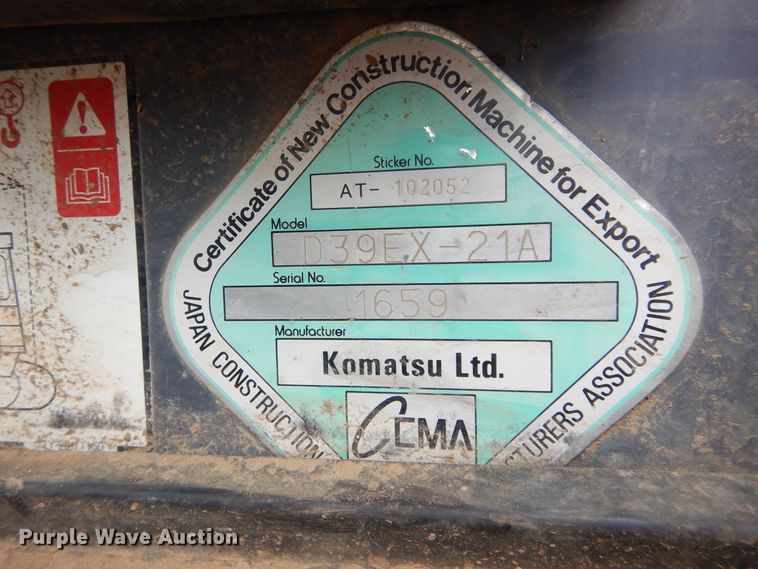 Certificate of New Construction Machine for Export
Sticker No.
AT- 102052
Model
D39EX-21A
Serial No.
1659
Manufacturer
Komatsu Ltd.
CEMA
JAPAN CONSTRUCTION
TURERS ASSOCIATION
Purple Wave Auction